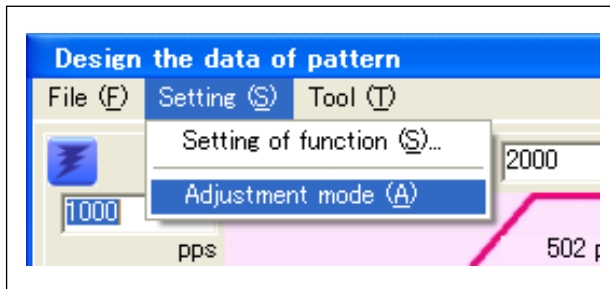 Design the data of pattern
File (F) Setting (S) Tool (T)
Setting of function (S)...
2000
Adjustment mode (A)
1000
pps
502 p